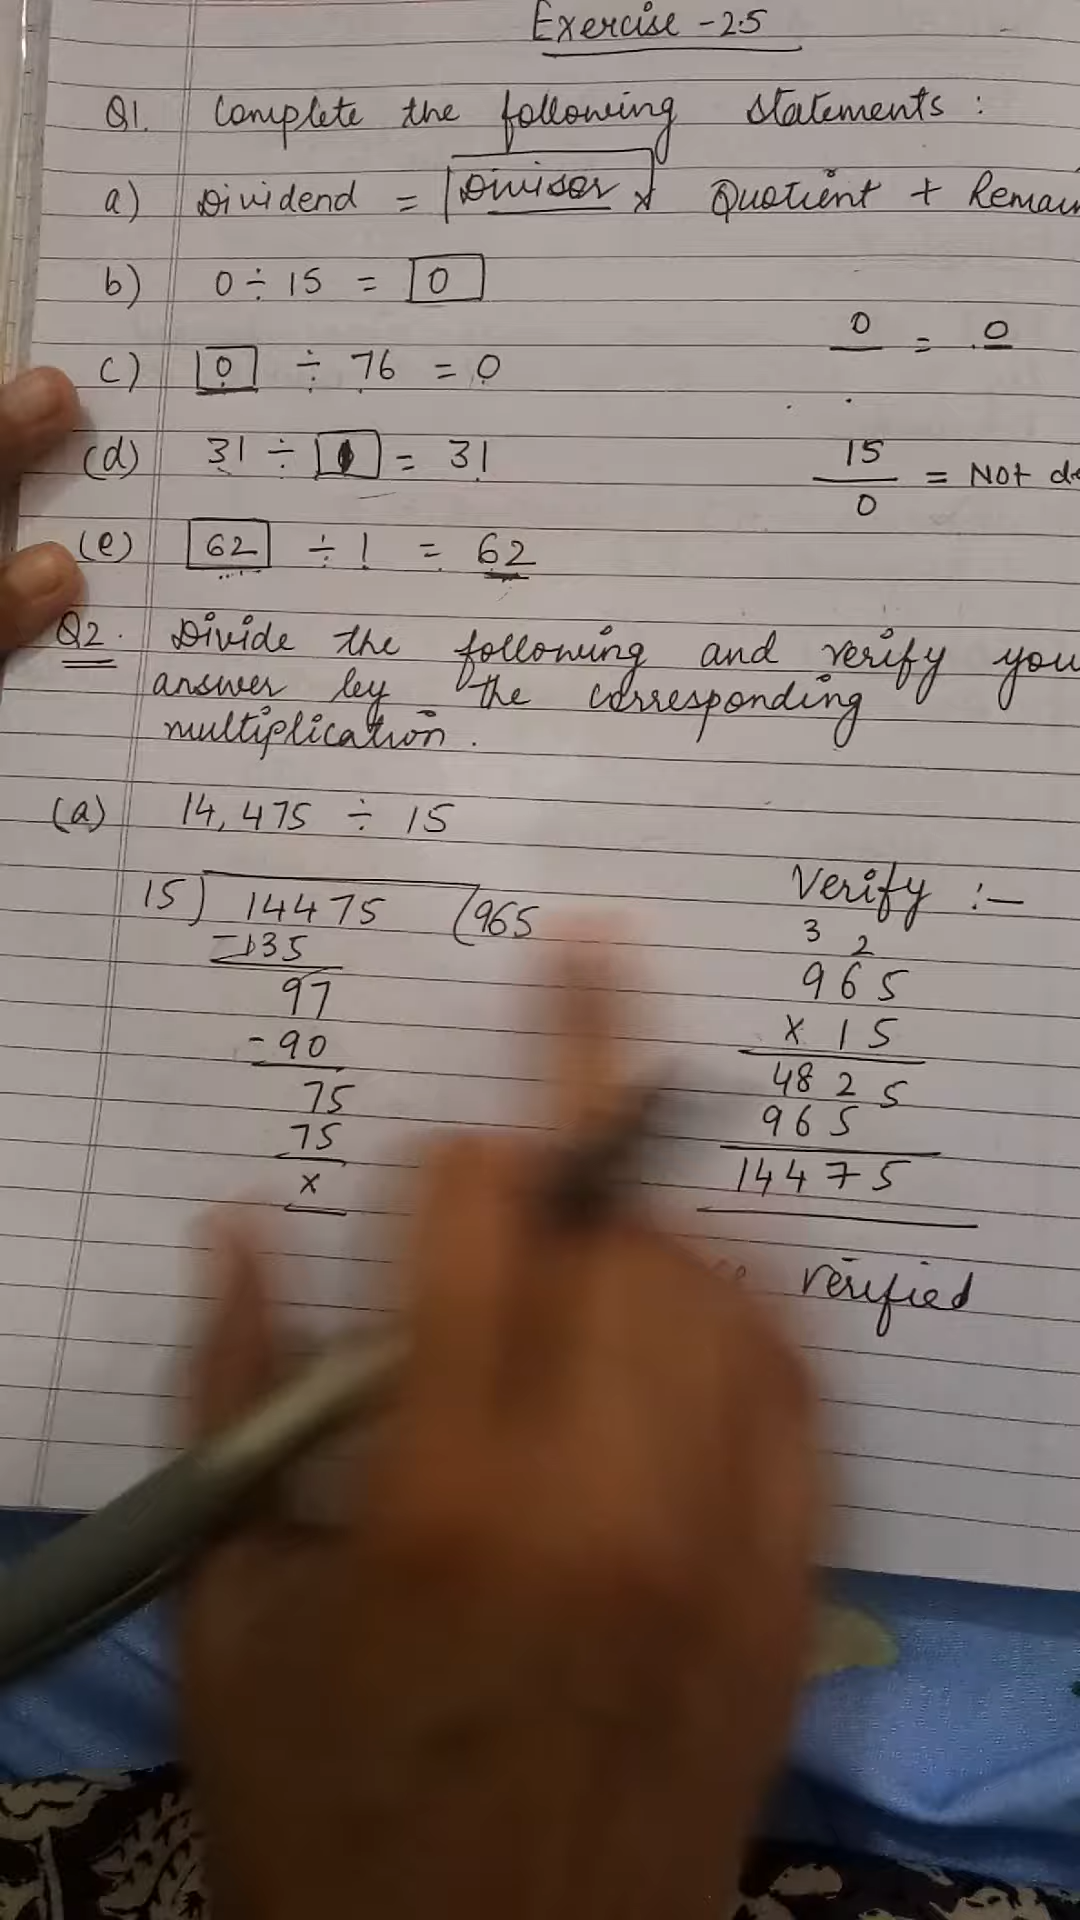 Exercise - 2.5
Q1. Complete the following statements :
a) Dividend = Divisor × Quotient + Remain
b) 0 ÷ 15 = 0
0 = 0
c) 0 ÷ 76 = 0
(d) 31 ÷ 1 = 31
15
0 = Not de
(e) 62 ÷ 1 = 62
Q2. Divide the following and verify you
answer by the corresponding
multiplication.
(a) 14,475 ÷ 15
15) 14475 (965
-135
97
-90
75
75
x
Verify :-
3 2
965
x 15
4825
965
14475
verified